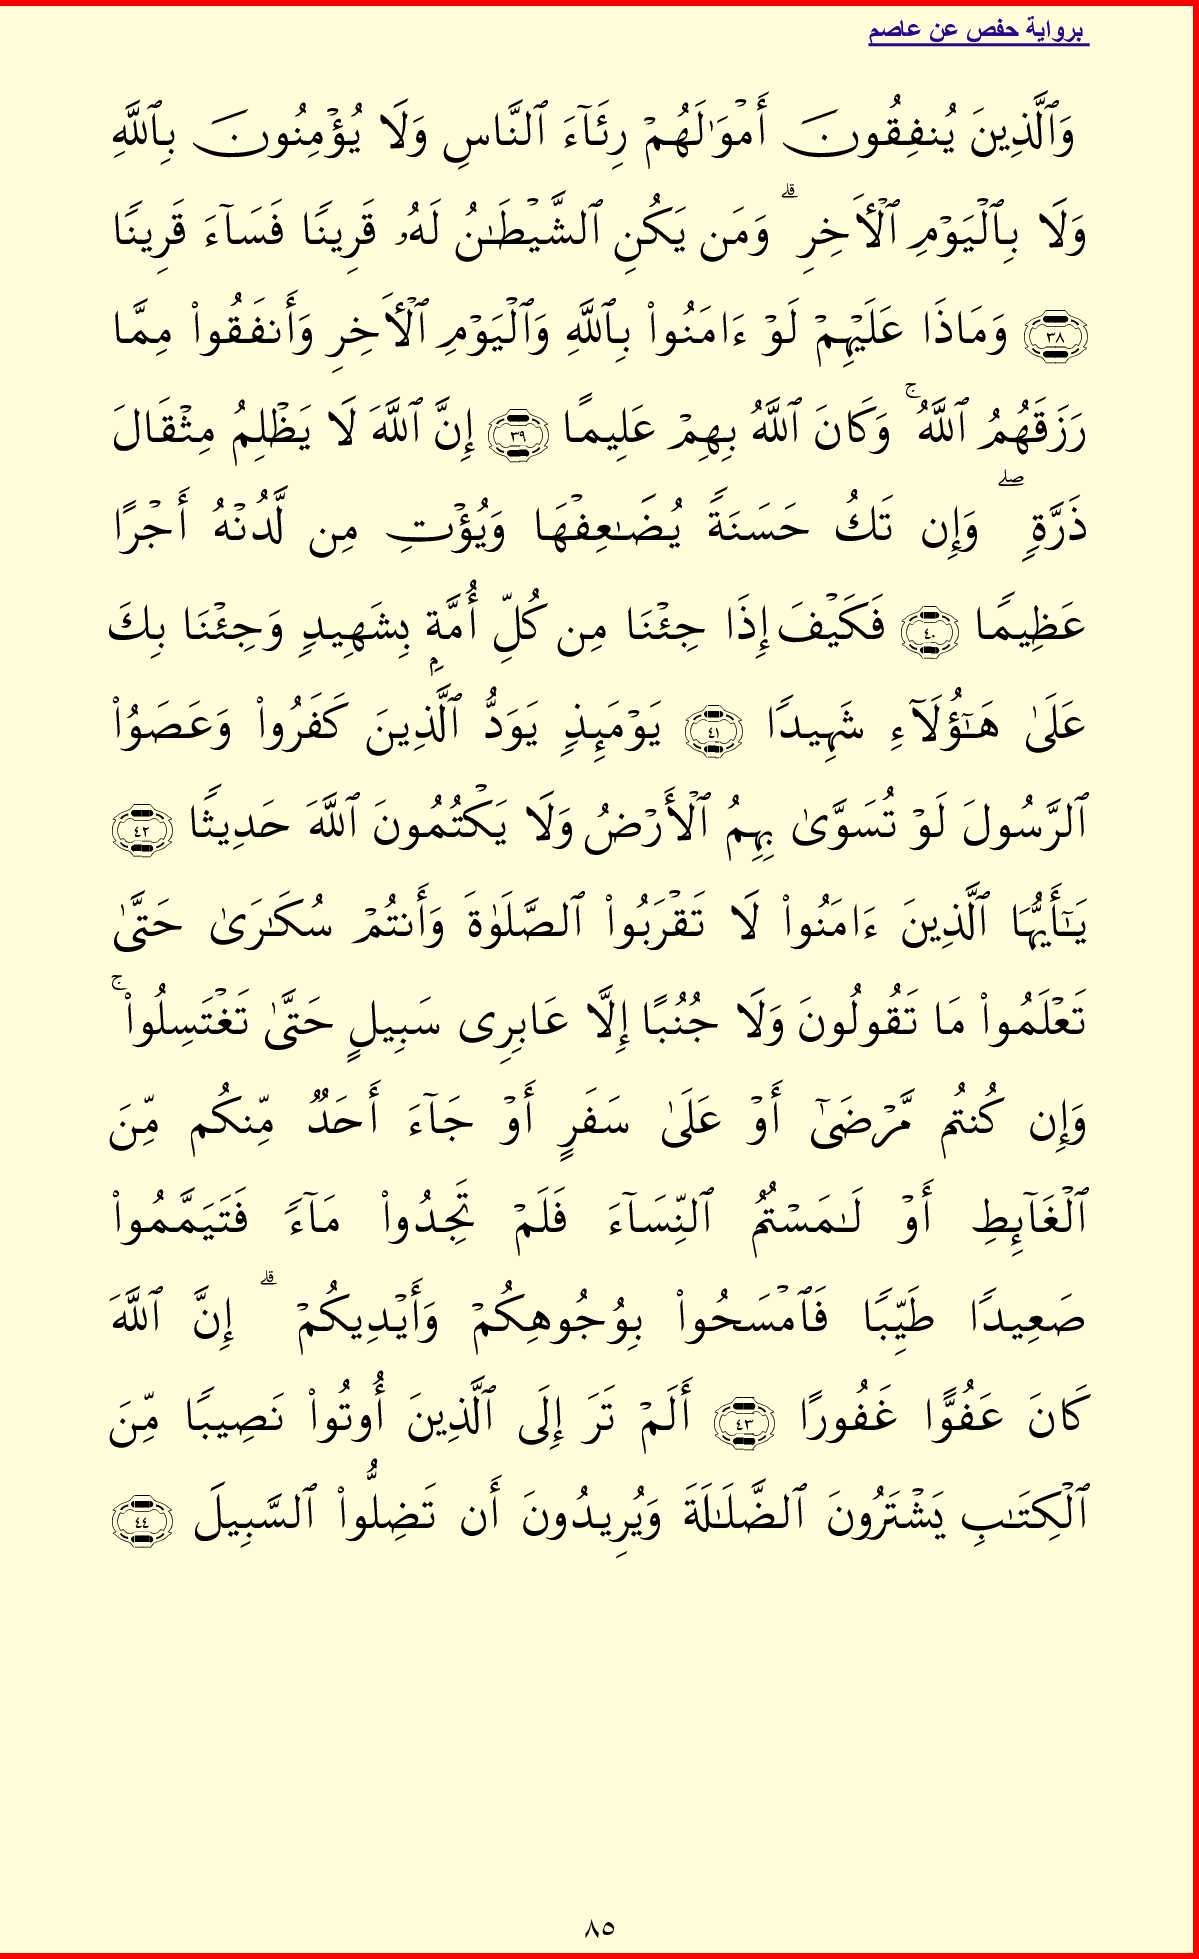 برواية حفص عن عاصم
وَٱلَّذِينَ يُنفِقُونَ أَمۡوَٰلَهُمۡ رِئَآءَ ٱلنَّاسِ وَلَا يُؤۡمِنُونَ بِٱللَّهِ
وَلَا بِٱلۡيَوۡمِ ٱلۡأٓخِرِۗ وَمَن يَكُنِ ٱلشَّيۡطَٰنُ لَهُۥ قَرِينٗا فَسَآءَ قَرِينٗا
٣٨ وَمَاذَا عَلَيۡهِمۡ لَوۡ ءَامَنُواْ بِٱللَّهِ وَٱلۡيَوۡمِ ٱلۡأٓخِرِ وَأَنفَقُواْ مِمَّا
رَزَقَهُمُ ٱللَّهُۚ وَكَانَ ٱللَّهُ بِهِمۡ عَلِيمًا ٣٩ إِنَّ ٱللَّهَ لَا يَظۡلِمُ مِثۡقَالَ
ذَرَّةٖۖ وَإِن تَكُ حَسَنَةٗ يُضَٰعِفۡهَا وَيُؤۡتِ مِن لَّدُنۡهُ أَجۡرًا
عَظِيمٗا ٤٠ فَكَيۡفَ إِذَا جِئۡنَا مِن كُلِّ أُمَّةِۭ بِشَهِيدٖ وَجِئۡنَا بِكَ
عَلَىٰ هَٰٓؤُلَآءِ شَهِيدٗا ٤١ يَوۡمَئِذٖ يَوَدُّ ٱلَّذِينَ كَفَرُواْ وَعَصَوُاْ
ٱلرَّسُولَ لَوۡ تُسَوَّىٰ بِهِمُ ٱلۡأَرۡضُ وَلَا يَكۡتُمُونَ ٱللَّهَ حَدِيثٗا ٤٢
يَٰٓأَيُّهَا ٱلَّذِينَ ءَامَنُواْ لَا تَقۡرَبُواْ ٱلصَّلَوٰةَ وَأَنتُمۡ سُكَٰرَىٰ حَتَّىٰ
تَعۡلَمُواْ مَا تَقُولُونَ وَلَا جُنُبًا إِلَّا عَابِرِي سَبِيلٍ حَتَّىٰ تَغۡتَسِلُواْۚ
وَإِن كُنتُم مَّرۡضَىٰٓ أَوۡ عَلَىٰ سَفَرٍ أَوۡ جَآءَ أَحَدٞ مِّنكُم مِّنَ
ٱلۡغَآئِطِ أَوۡ لَٰمَسۡتُمُ ٱلنِّسَآءَ فَلَمۡ تَجِدُواْ مَآءٗ فَتَيَمَّمُواْ
صَعِيدٗا طَيِّبٗا فَٱمۡسَحُواْ بِوُجُوهِكُمۡ وَأَيۡدِيكُمۡۗ إِنَّ ٱللَّهَ
كَانَ عَفُوًّا غَفُورًا ٤٣ أَلَمۡ تَرَ إِلَى ٱلَّذِينَ أُوتُواْ نَصِيبٗا مِّنَ
ٱلۡكِتَٰبِ يَشۡتَرُونَ ٱلضَّلَٰلَةَ وَيُرِيدُونَ أَن تَضِلُّواْ ٱلسَّبِيلَ ٤٤
٨٥